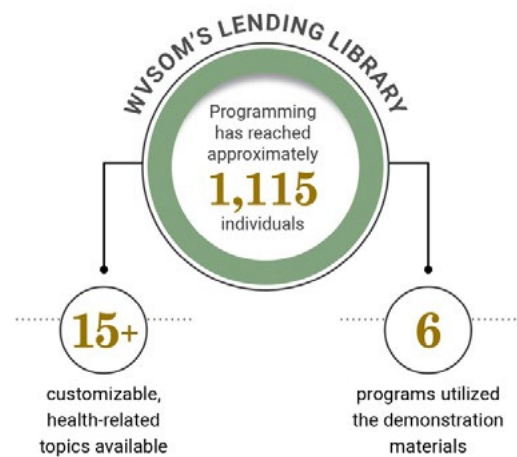 WVSOM'S LENDING LIBRARY
Programming
has reached
approximately
1,115
individuals
15+
customizable,
health-related
topics available
6
programs utilized
the demonstration
materials